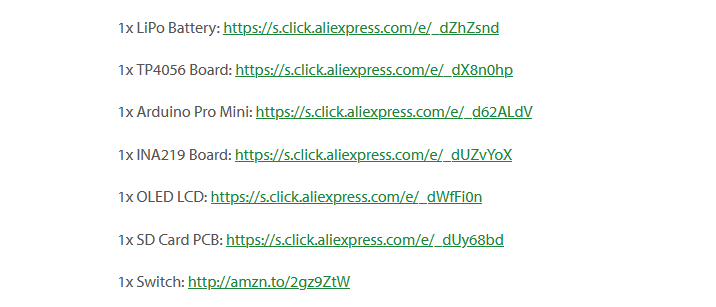 1x LiPo Battery: https://s.click.aliexpress.com/e/_dZhZsnd
1x TP4056 Board: https://s.click.aliexpress.com/e/_dX8n0hp
1x Arduino Pro Mini: https://s.click.aliexpress.com/e/_d62ALdV
1x INA219 Board: https://s.click.aliexpress.com/e/_dUZvYoX
1x OLED LCD: https://s.click.aliexpress.com/e/_dWfFi0n
1x SD Card PCB: https://s.click.aliexpress.com/e/_dUy68bd
1x Switch: http://amzn.to/2gz9ZtW